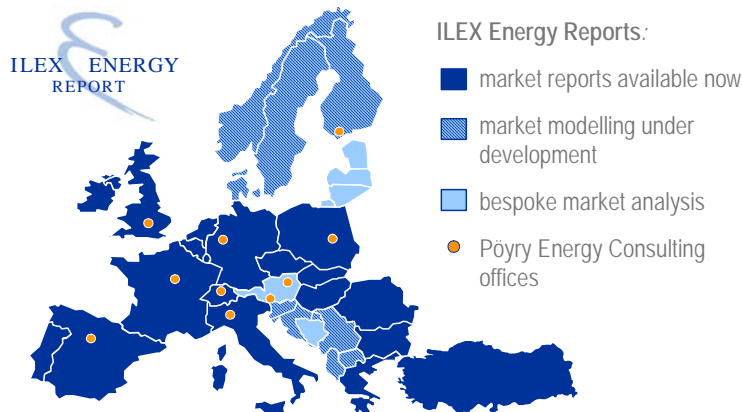 ILEX ENERGY
REPORT
ILEX Energy Reports:
market reports available now
market modelling under
development
bespoke market analysis
Pöyry Energy Consulting
offices